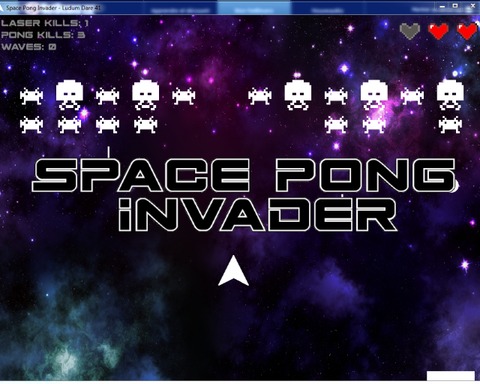 Space Pong Invader - Ludum Dare 41
LASER KILLS: 1
PONG KILLS: 3
WAVES: 0
SPACE PONG
INVADER